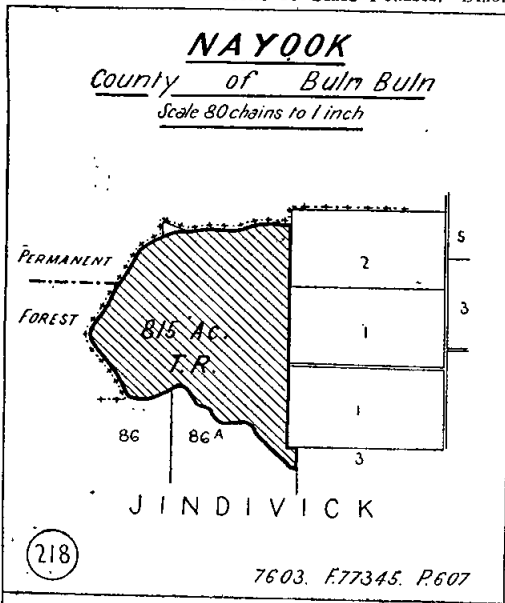 NAYOOK
County of Buln Buln
Scale 80 chains to 1 inch
PERMANENT
FOREST
815 Ac.
T.R.
2
1
1
5
3
3
86
86A
JINDIVICK
218
7603. F.77345. P.607